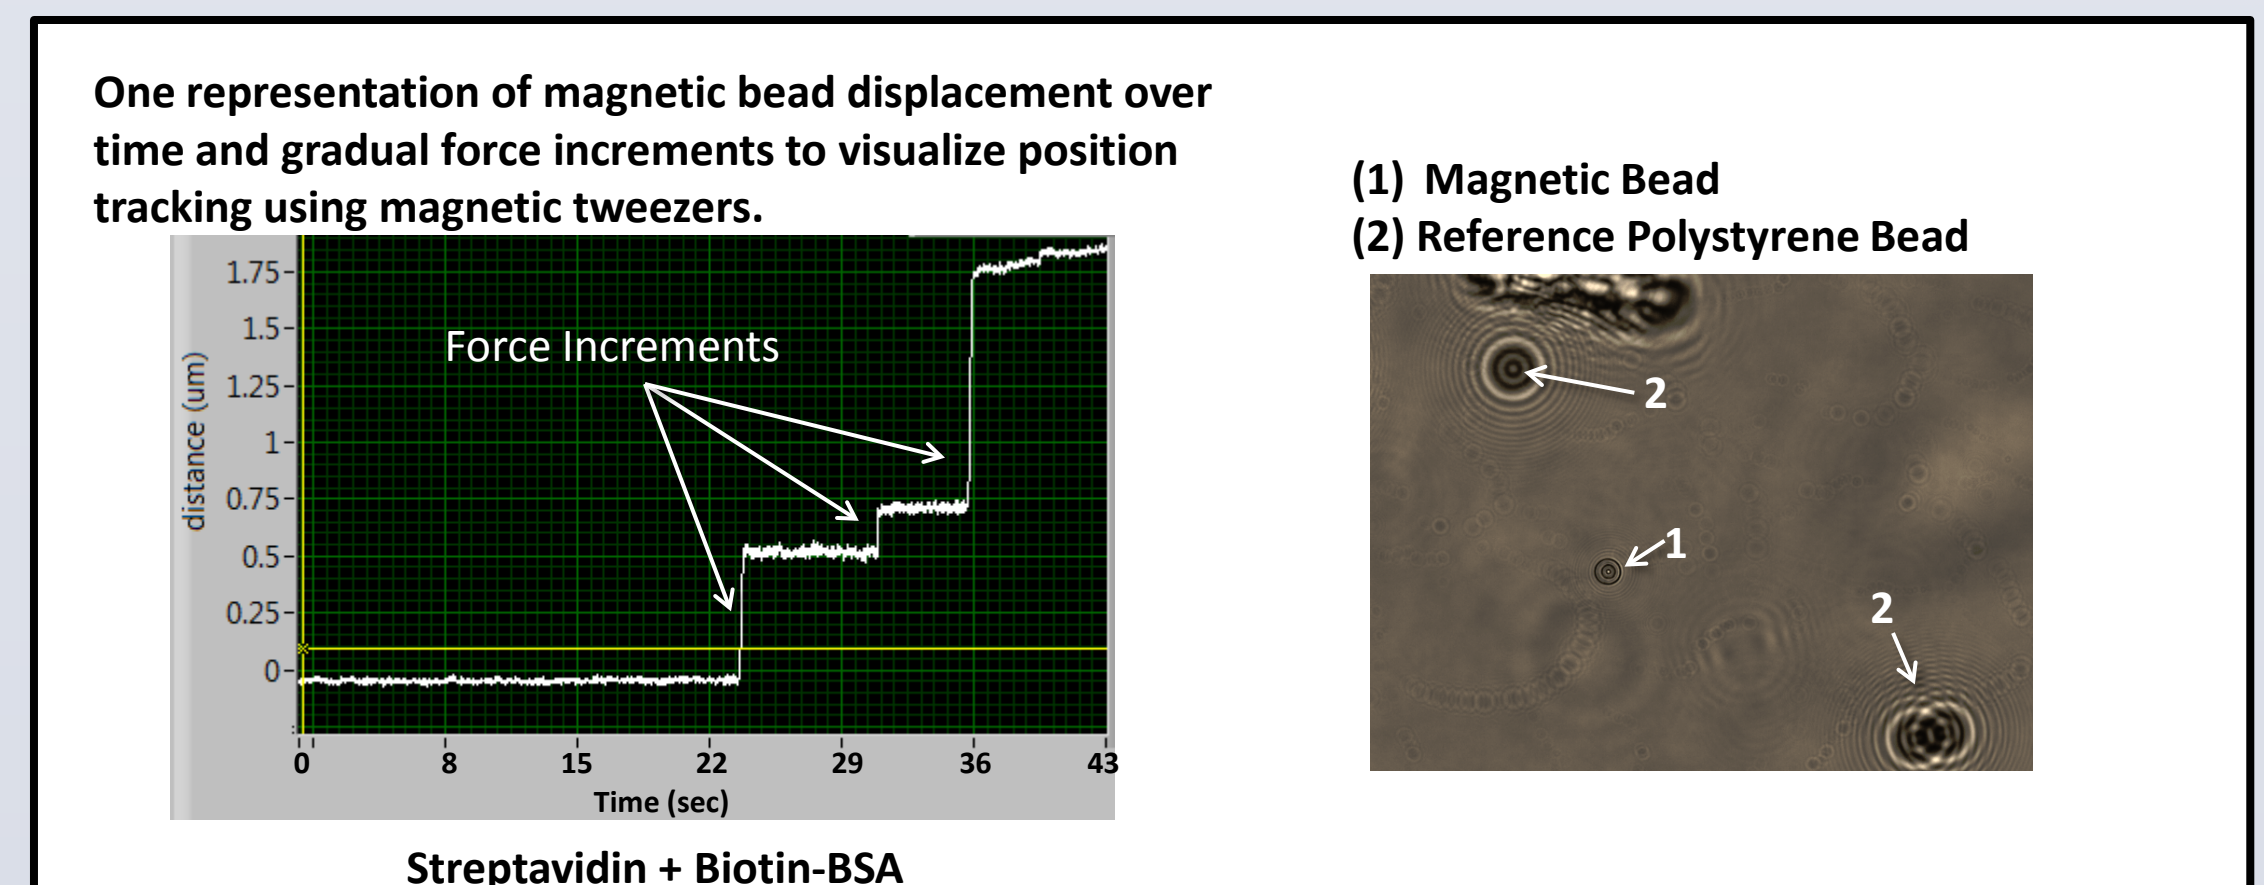 One representation of magnetic bead displacement over
time and gradual force increments to visualize position
tracking using magnetic tweezers.
(1) Magnetic Bead
(2) Reference Polystyrene Bead
Force Increments
distance (um)
1.75
1.5
1.25
1
0.75
0.5
0.25
0
0 8 15 22 29 36 43
Time (sec)
Streptavidin + Biotin-BSA
2
1
2